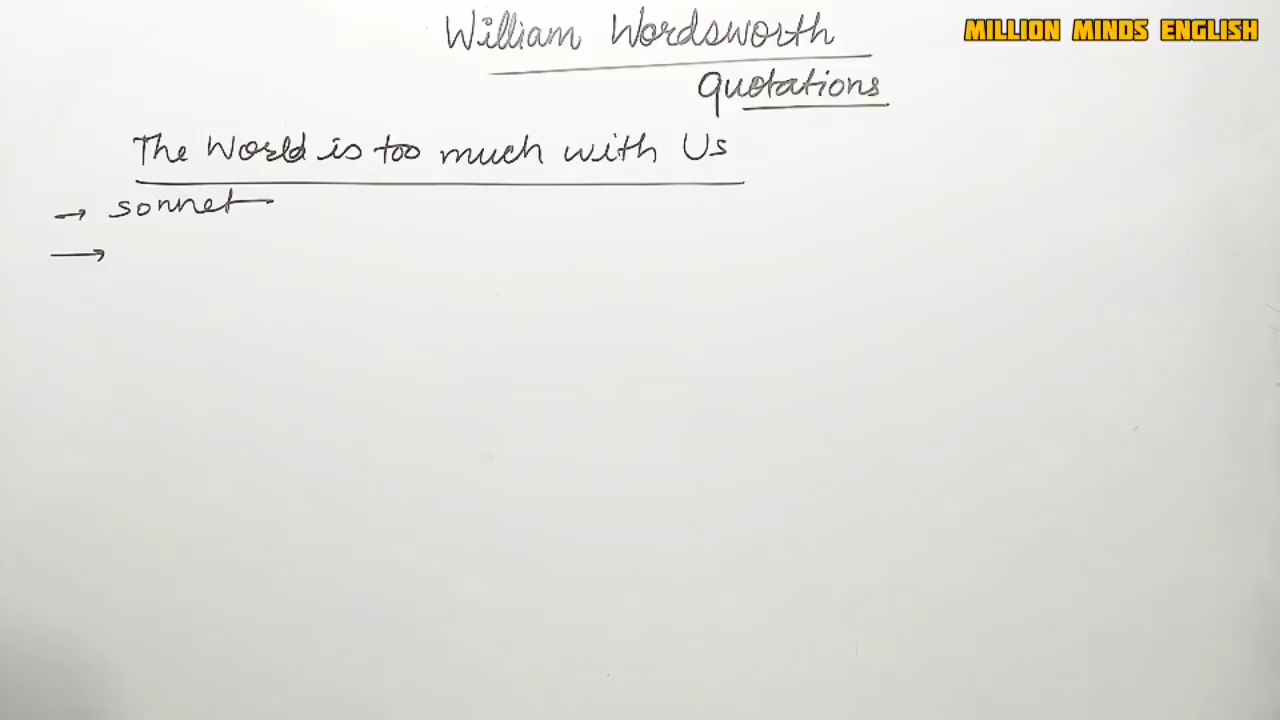 William Wordsworth
MILLION MINDS ENGLISH
Quotations
The World is too much with Us
→ sonnet
→